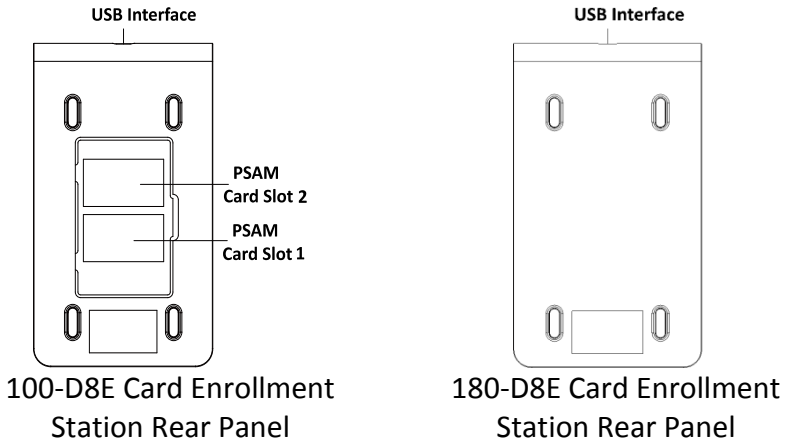 USB Interface
PSAM
Card Slot 2
PSAM
Card Slot 1
100-D8E Card Enrollment
Station Rear Panel
USB Interface
180-D8E Card Enrollment
Station Rear Panel